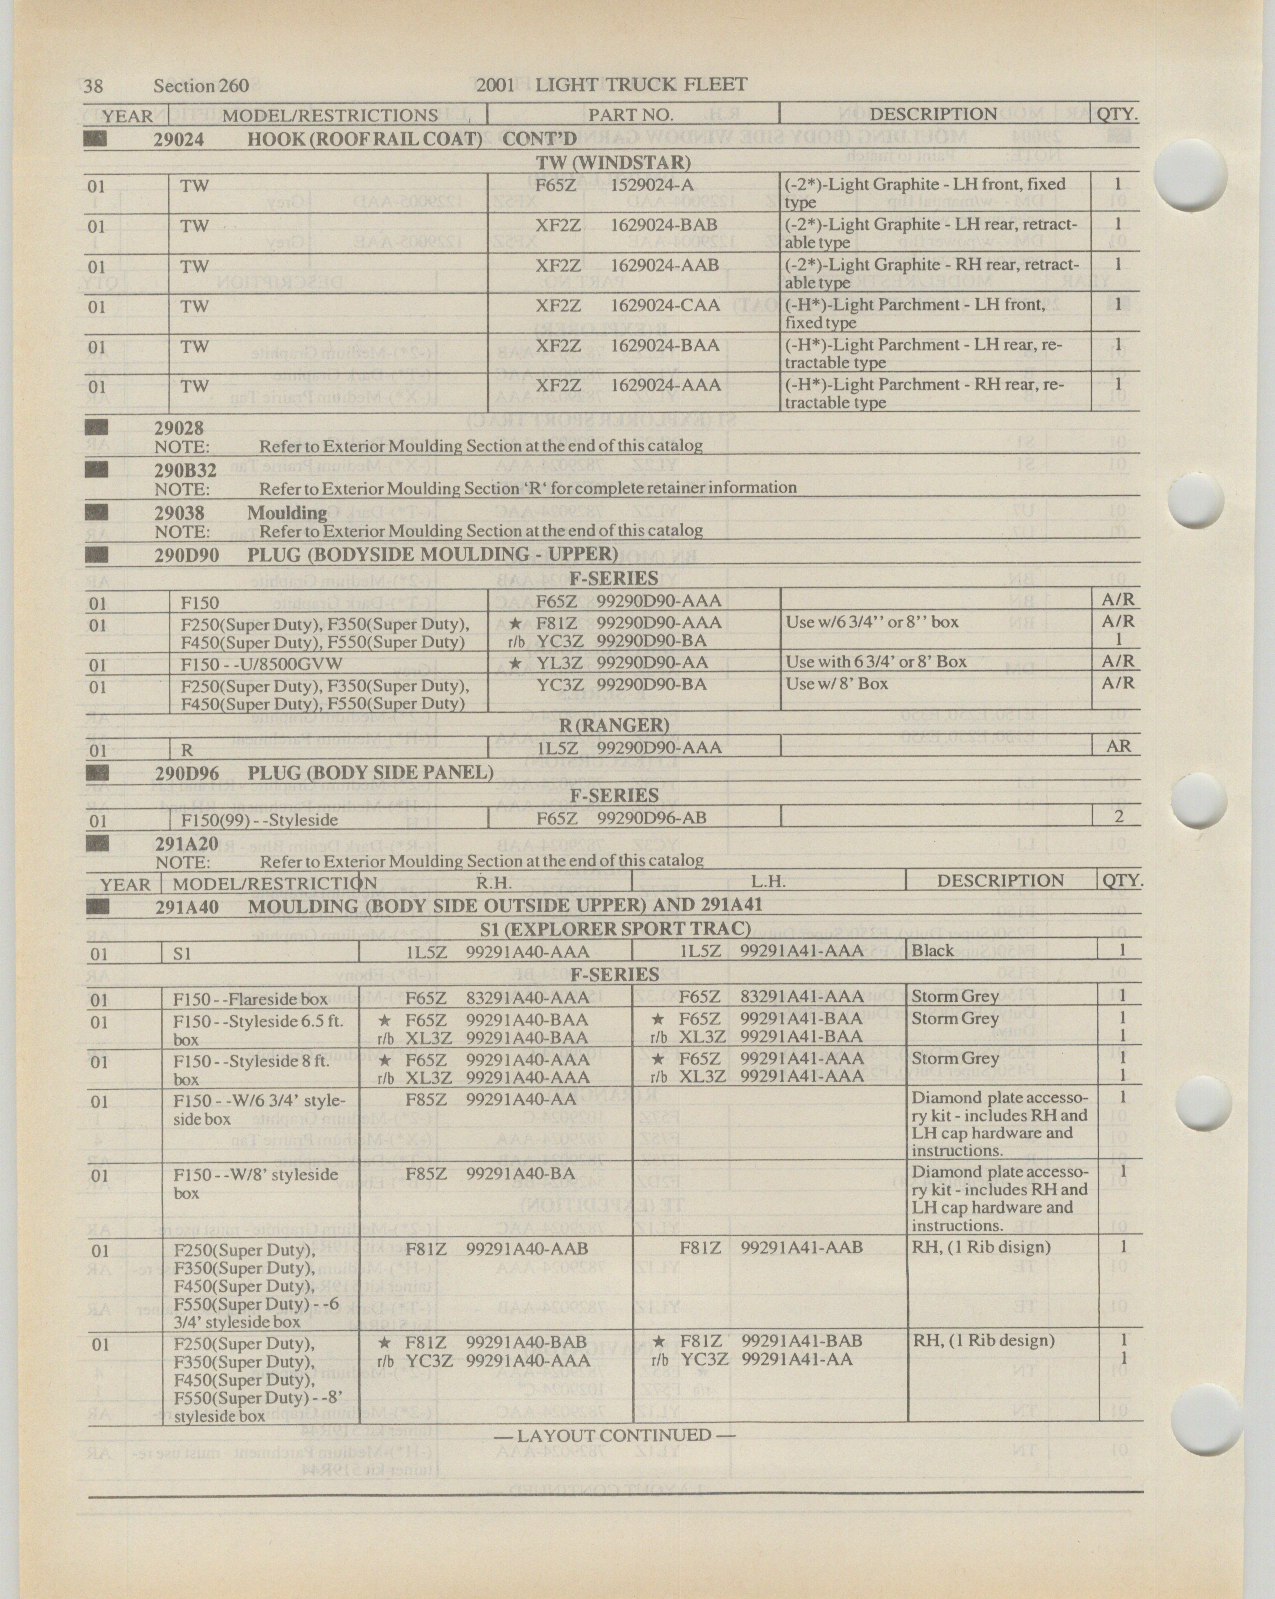 38 Section 260 2001 LIGHT TRUCK FLEET
YEAR MODEL/RESTRICTIONS PART NO. DESCRIPTION QTY.
29024 HOOK (ROOF RAIL COAT) CONT'D
TW (WINDSTAR)
01 TW F65Z 1529024-A (-2*)-Light Graphite - LH front, fixed 1
type
01 TW XF2Z 1629024-BAB (-2*)-Light Graphite - LH rear, retract- 1
able type
01 TW XF2Z 1629024-AAB (-2*)-Light Graphite - RH rear, retract- 1
able type
01 TW XF2Z 1629024-CAA (-H*)-Light Parchment - LH front, 1
fixed type
01 TW XF2Z 1629024-BAA (-H*)-Light Parchment - LH rear, re- 1
tractable type
01 TW XF2Z 1629024-AAA (-H*)-Light Parchment - RH rear, re- 1
tractable type
29028
NOTE: Refer to Exterior Moulding Section at the end of this catalog
290B32
NOTE: Refer to Exterior Moulding Section 'R' for complete retainer information
29038 Moulding
NOTE: Refer to Exterior Moulding Section at the end of this catalog
290D90 PLUG (BODYSIDE MOULDING - UPPER)
F-SERIES
01 F150 F65Z 99290D90-AAA A/R
01 F250(Super Duty), F350(Super Duty), ★ F81Z 99290D90-AAA Use w/6 3/4'' or 8'' box A/R
F450(Super Duty), F550(Super Duty) r/b YC3Z 99290D90-BA 1
01 F150 - -U/8500GVW ★ YL3Z 99290D90-AA Use with 6 3/4' or 8' Box A/R
01 F250(Super Duty), F350(Super Duty), YC3Z 99290D90-BA Use w/ 8' Box A/R
F450(Super Duty), F550(Super Duty)
R (RANGER)
01 R 1L5Z 99290D90-AAA AR
290D96 PLUG (BODY SIDE PANEL)
F-SERIES
01 F150(99) - -Styleside F65Z 99290D96-AB 2
291A20
NOTE: Refer to Exterior Moulding Section at the end of this catalog
YEAR MODEL/RESTRICTION R.H. L.H. DESCRIPTION QTY.
291A40 MOULDING (BODY SIDE OUTSIDE UPPER) AND 291A41
S1 (EXPLORER SPORT TRAC)
01 S1 1L5Z 99291A40-AAA 1L5Z 99291A41-AAA Black 1
F-SERIES
01 F150 - -Flareside box F65Z 83291A40-AAA F65Z 83291A41-AAA Storm Grey 1
01 F150 - -Styleside 6.5 ft. ★ F65Z 99291A40-BAA ★ F65Z 99291A41-BAA Storm Grey 1
box r/b XL3Z 99291A40-BAA r/b XL3Z 99291A41-BAA 1
01 F150 - -Styleside 8 ft. ★ F65Z 99291A40-AAA ★ F65Z 99291A41-AAA Storm Grey 1
box r/b XL3Z 99291A40-AAA r/b XL3Z 99291A41-AAA 1
01 F150 - -W/6 3/4' style- F85Z 99291A40-AA Diamond plate accesso- 1
side box ry kit - includes RH and
LH cap hardware and
instructions.
01 F150 - -W/8' styleside F85Z 99291A40-BA Diamond plate accesso- 1
box ry kit - includes RH and
LH cap hardware and
instructions.
01 F250(Super Duty), F81Z 99291A40-AAB F81Z 99291A41-AAB RH, (1 Rib disign) 1
F350(Super Duty),
F450(Super Duty),
F550(Super Duty) - -6
3/4' styleside box
01 F250(Super Duty), ★ F81Z 99291A40-BAB ★ F81Z 99291A41-BAB RH, (1 Rib design) 1
F350(Super Duty), r/b YC3Z 99291A40-AAA r/b YC3Z 99291A41-AA 1
F450(Super Duty),
F550(Super Duty) - -8'
styleside box
— LAYOUT CONTINUED —